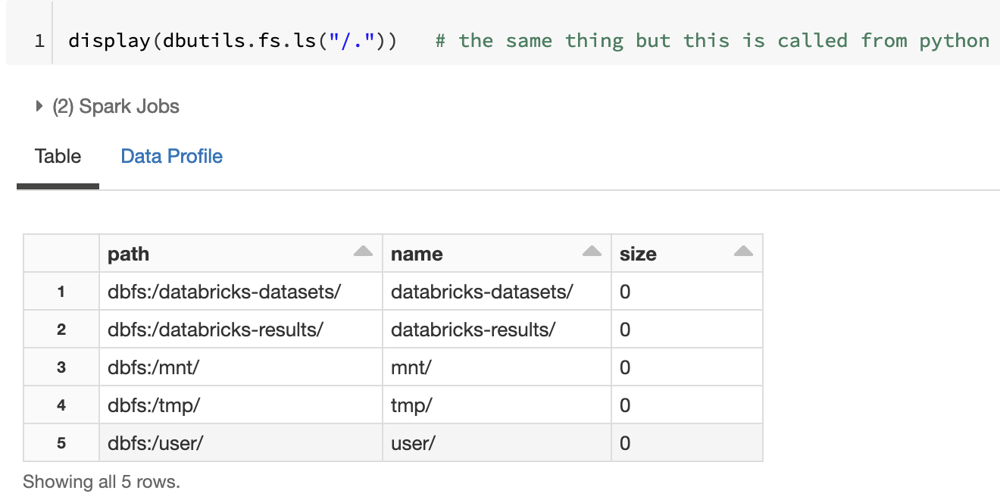 1 display(dbutils.fs.ls("/.")) # the same thing but this is called from python
(2) Spark Jobs
Table Data Profile
path name size
1 dbfs:/databricks-datasets/ databricks-datasets/ 0
2 dbfs:/databricks-results/ databricks-results/ 0
3 dbfs:/mnt/ mnt/ 0
4 dbfs:/tmp/ tmp/ 0
5 dbfs:/user/ user/ 0
Showing all 5 rows.